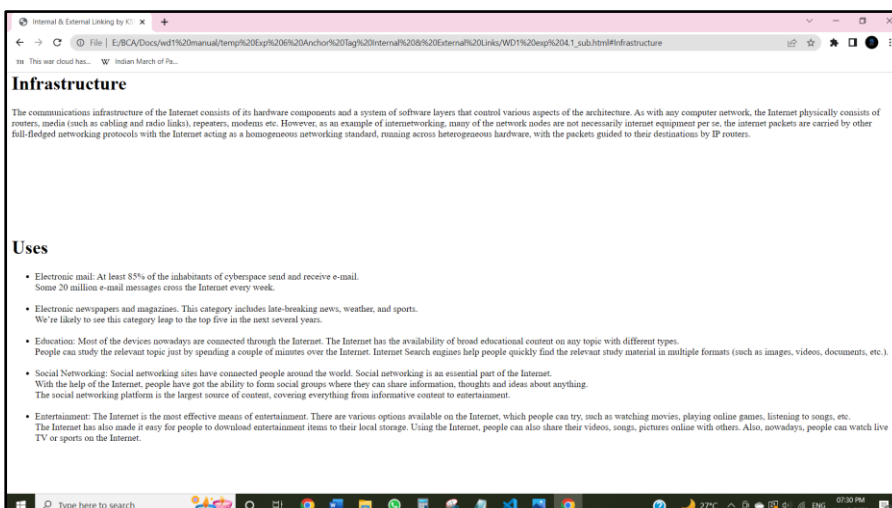 Internal & External Linking by KS
File | E:/BCA/Docs/wd1%20manual/temp%20Exp%206%20Anchor%20Tag%20Internal%20&%20External%20Links/WD1%20exp%204.1_sub.html#Infrastructure
This war cloud has...
W Indian March of Pa...
Infrastructure
The communications infrastructure of the Internet consists of its hardware components and a system of software layers that control various aspects of the architecture. As with any computer network, the Internet physically consists of
routers, media (such as cabling and radio links), repeaters, modems etc. However, as an example of internetworking, many of the network nodes are not necessarily internet equipment per se, the internet packets are carried by other
full-fledged networking protocols with the Internet acting as a homogeneous networking standard, running across heterogeneous hardware, with the packets guided to their destinations by IP routers.
Uses
• Electronic mail: At least 85% of the inhabitants of cyberspace send and receive e-mail.
Some 20 million e-mail messages cross the Internet every week.
• Electronic newspapers and magazines. This category includes late-breaking news, weather, and sports.
We're likely to see this category leap to the top five in the next several years.
• Education: Most of the devices nowadays are connected through the Internet. The Internet has the availability of broad educational content on any topic with different types.
People can study the relevant topic just by spending a couple of minutes over the Internet. Internet Search engines help people quickly find the relevant study material in multiple formats (such as images, videos, documents, etc.).
• Social Networking: Social networking sites have connected people around the world. Social networking is an essential part of the Internet.
With the help of the Internet, people have got the ability to form social groups where they can share information, thoughts and ideas about anything.
The social networking platform is the largest source of content, covering everything from informative content to entertainment.
• Entertainment: The Internet is the most effective means of entertainment. There are various options available on the Internet, which people can try, such as watching movies, playing online games, listening to songs, etc.
The Internet has also made it easy for people to download entertainment items to their local storage. Using the Internet, people can also share their videos, songs, pictures online with others. Also, nowadays, people can watch live
TV or sports on the Internet.
Type here to search
27°C
ENG
07:30 PM